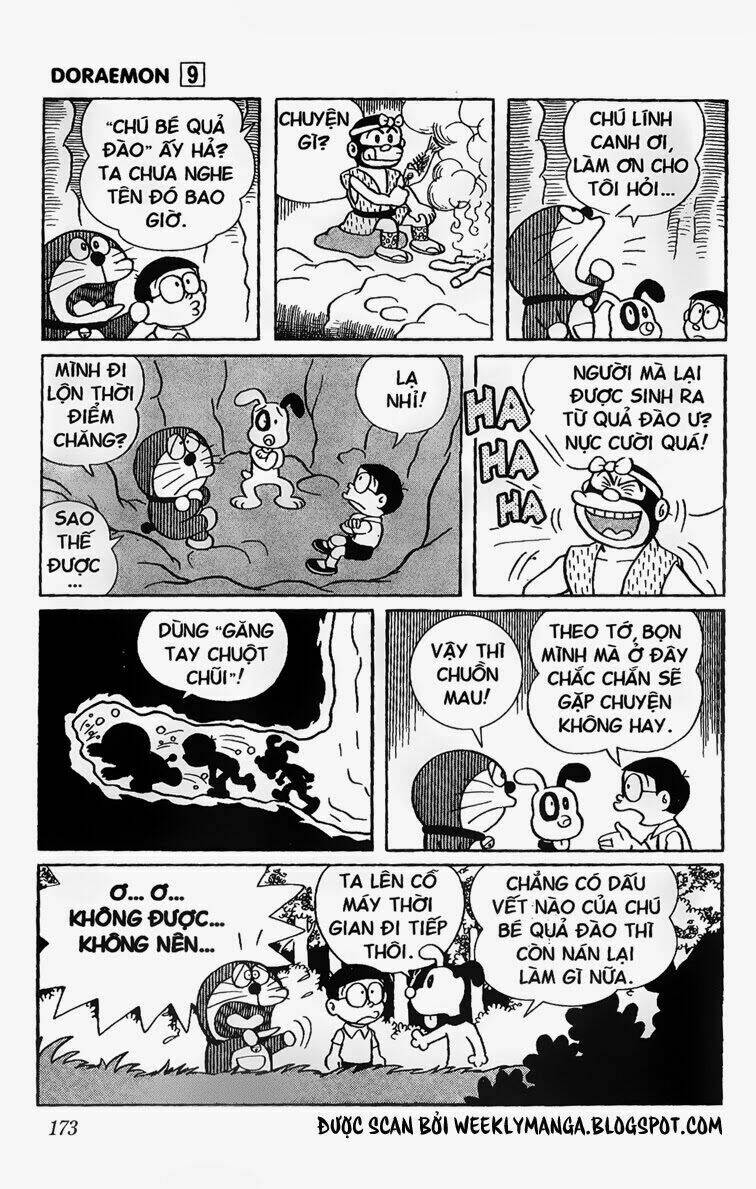 DORAEMON 9
CHÚ LÍNH
CANH ƠI,
LÀM ƠN CHO
TÔI HỎI...
CHUYỆN
GÌ?
"CHÚ BÉ QUẢ
ĐÀO" ẤY HẢ?
TA CHƯA NGHE
TÊN ĐÓ BAO
GIỜ.
NGƯỜI MÀ LẠI
ĐƯỢC SINH RA
TỪ QUẢ ĐÀO Ư?
NỰC CƯỜI QUÁ!
HA
HA
HA
LẠ
NHỈ!
MÌNH ĐI
LỘN THỜI
ĐIỂM
CHĂNG?
SAO
THẾ
ĐƯỢC
...
THEO TỚ, BỌN
MÌNH MÀ Ở ĐÂY
CHẮC CHẮN SẼ
GẶP CHUYỆN
KHÔNG HAY.
VẬY THÌ
CHUỒN
MAU!
DÙNG "GĂNG
TAY CHUỘT
CHŨI"!
CHẲNG CÓ DẤU
VẾT NÀO CỦA CHÚ
BÉ QUẢ ĐÀO THÌ
CÒN NÁN LẠI
LÀM GÌ NỮA.
TA LÊN CỖ
MÁY THỜI
GIAN ĐI TIẾP
THÔI.
Ơ... Ơ...
KHÔNG ĐƯỢC...
KHÔNG NÊN...
173
ĐƯỢC SCAN BỞI WEEKLYMANGA.BLOGSPOT.COM